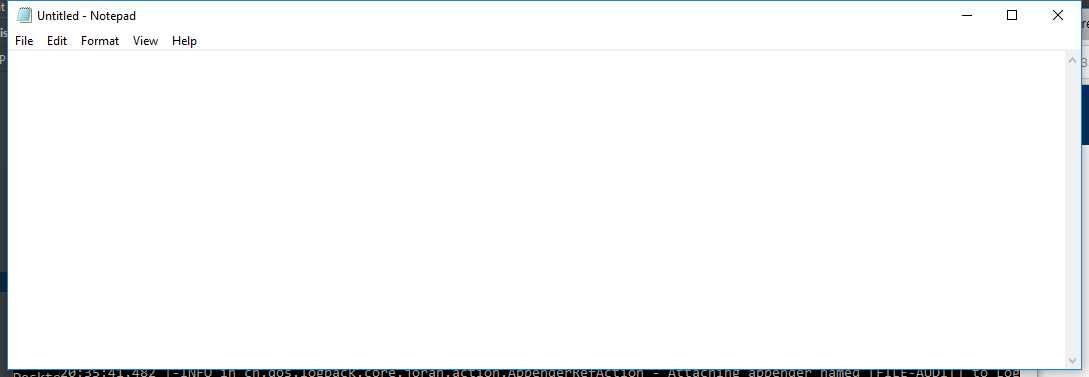 Untitled - Notepad
File Edit Format View Help
20:35:41.482 |-INFO in ch.qos.logback.core.joran.action.AppenderRefAction - Attaching appender named [FILE-AUDIT] to Log